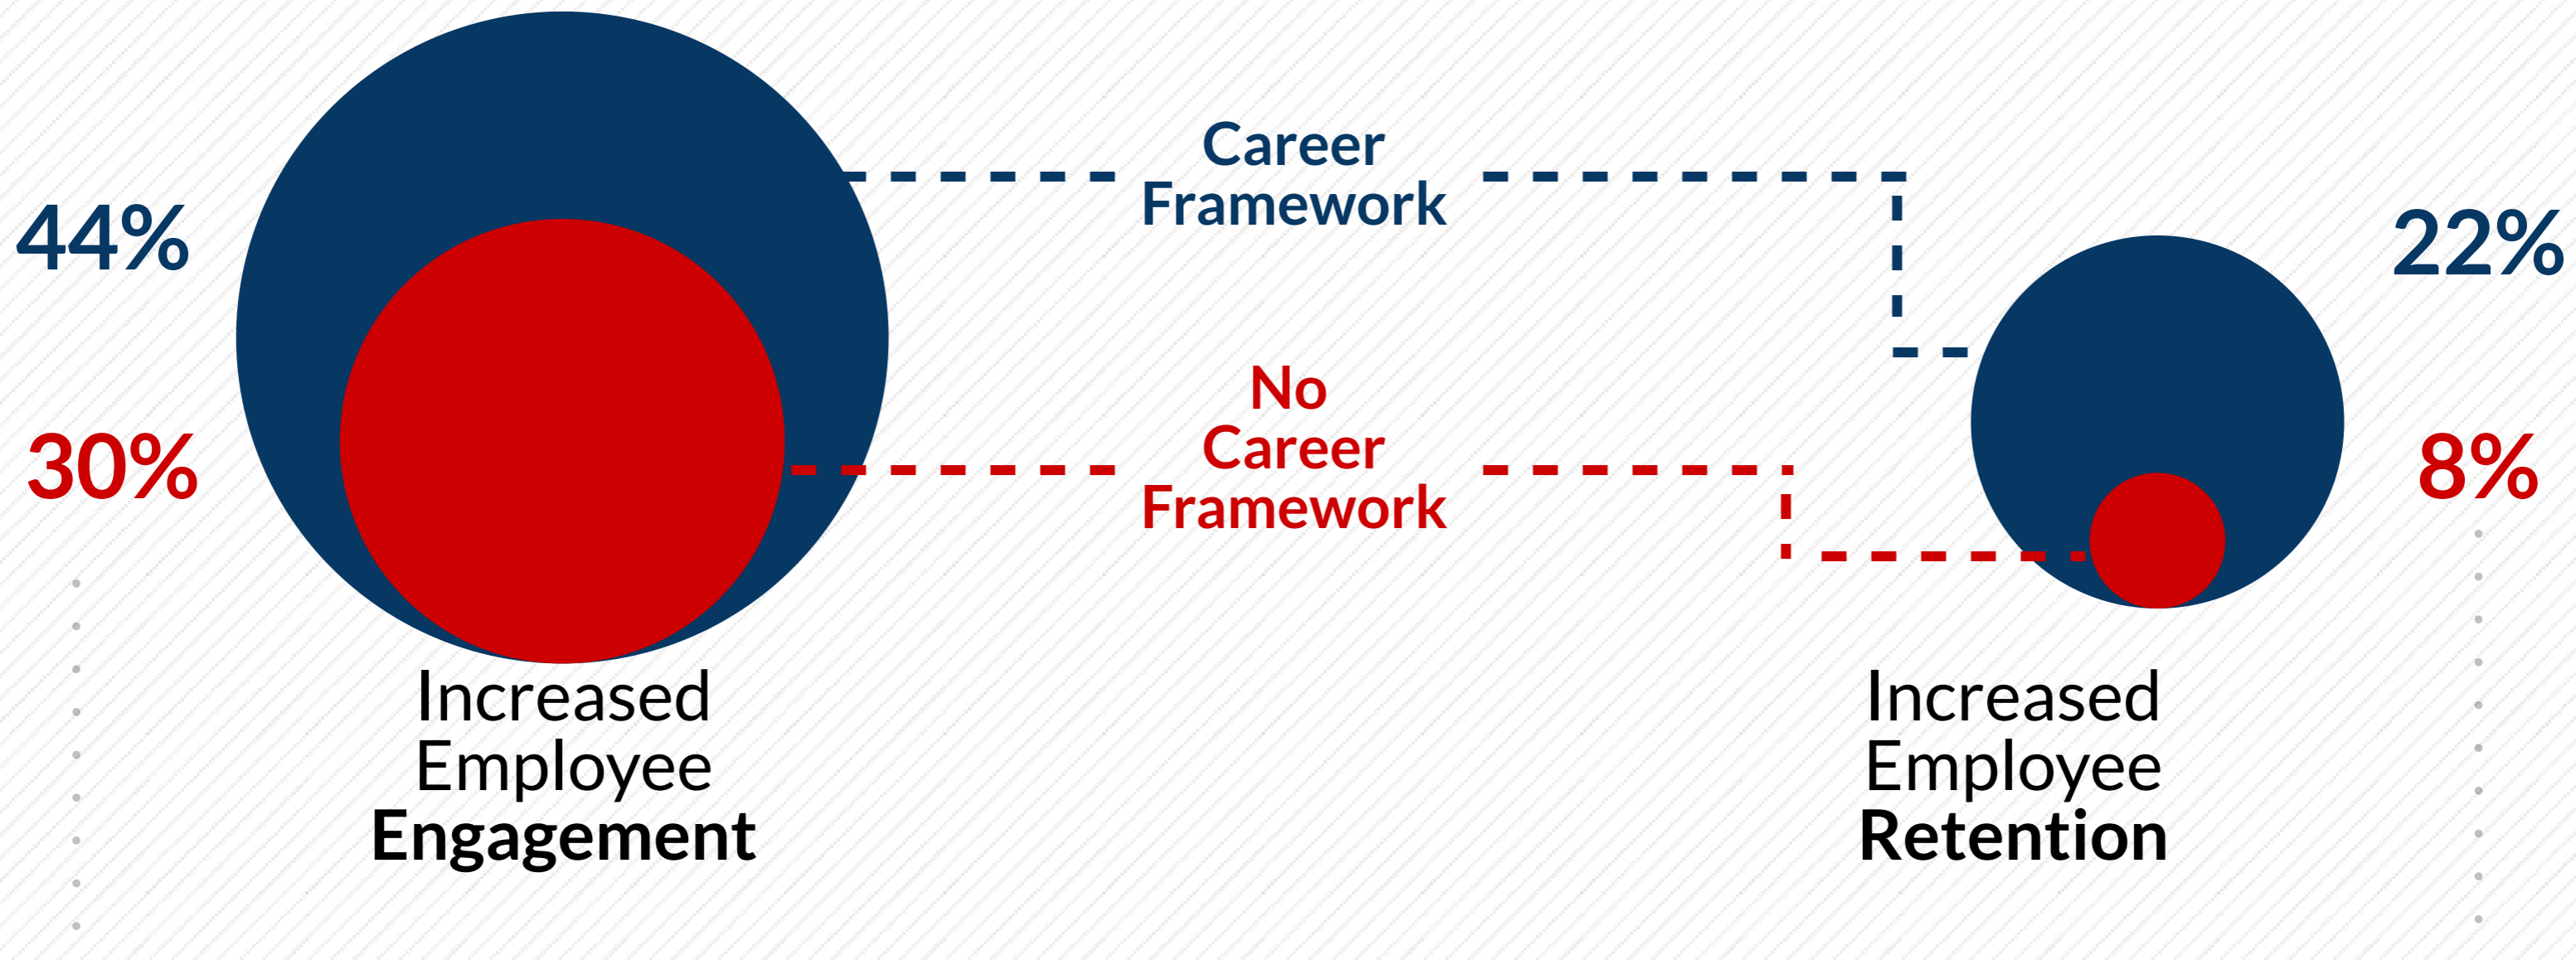 44%
30%
Career
Framework
No
Career
Framework
22%
8%
Increased
Employee
Engagement
Increased
Employee
Retention